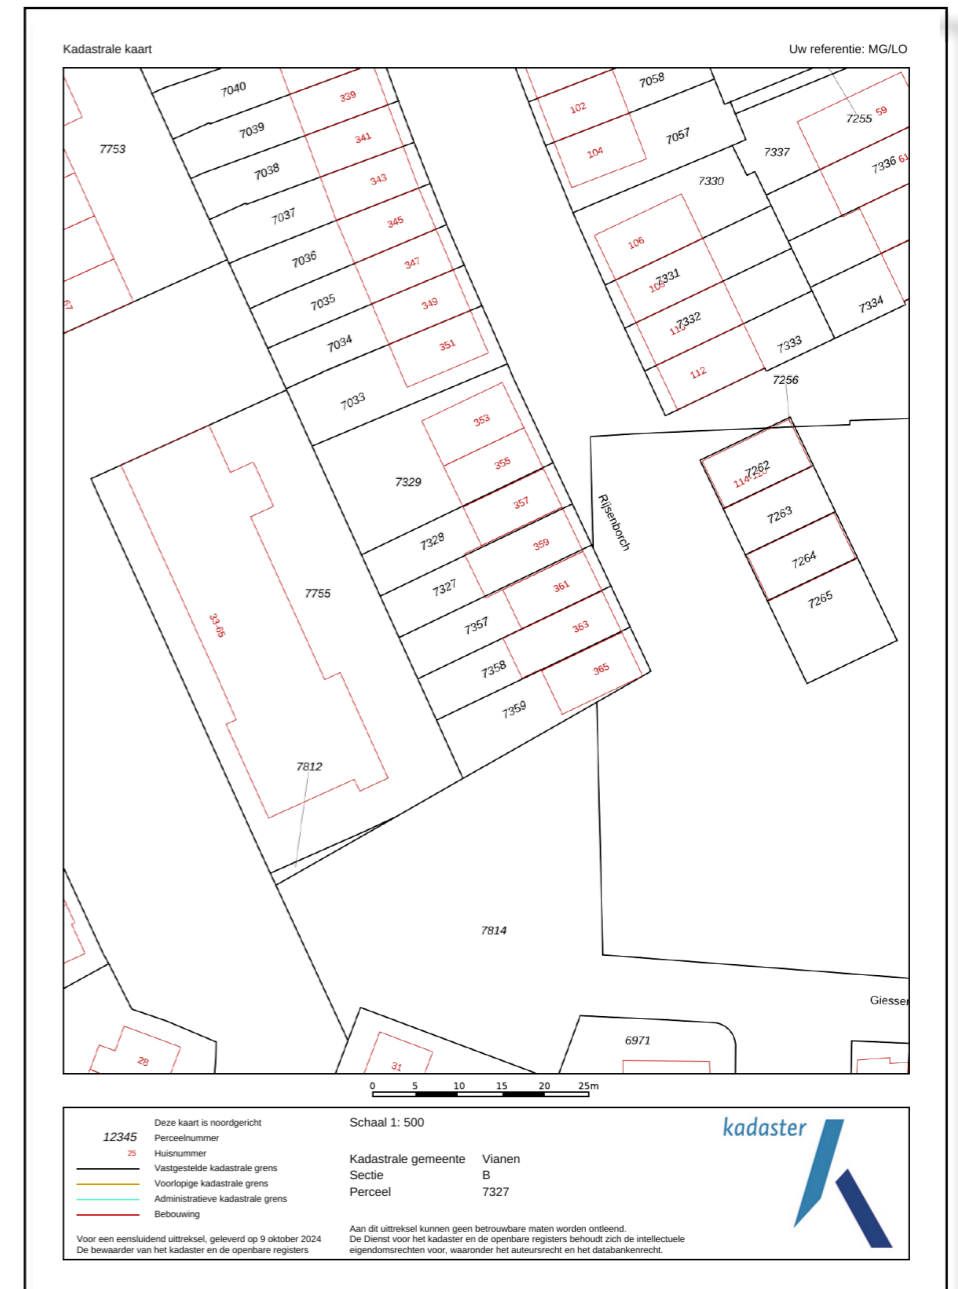 Kadastrale kaart
Uw referentie: MG/LO
7040
339
102
7058
7255
59
7039
341
104
7057
7753
7337
7336
61
7038
343
7330
7037
345
106
7036
347
7331
67
7035
349
7332
7334
7034
351
112
7333
7256
7033
353
7262
355
7329
357
7263
Rijsenborch
7328
359
7264
7327
361
7265
7755
7357
363
33-65
7358
365
7359
7812
7814
Giesser
6971
28
31
0 5 10 15 20 25m
Deze kaart is noordgericht
12345 Perceelnummer
25 Huisnummer
Vastgestelde kadastrale grens
Voorlopige kadastrale grens
Administratieve kadastrale grens
Bebouwing
Voor een eensluidend uittreksel, geleverd op 9 oktober 2024
De bewaarder van het kadaster en de openbare registers
Schaal 1: 500
Kadastrale gemeente Vianen
Sectie B
Perceel 7327
Aan dit uittreksel kunnen geen betrouwbare maten worden ontleend.
De Dienst voor het kadaster en de openbare registers behoudt zich de intellectuele
eigendomsrechten voor, waaronder het auteursrecht en het databankenrecht.
kadaster